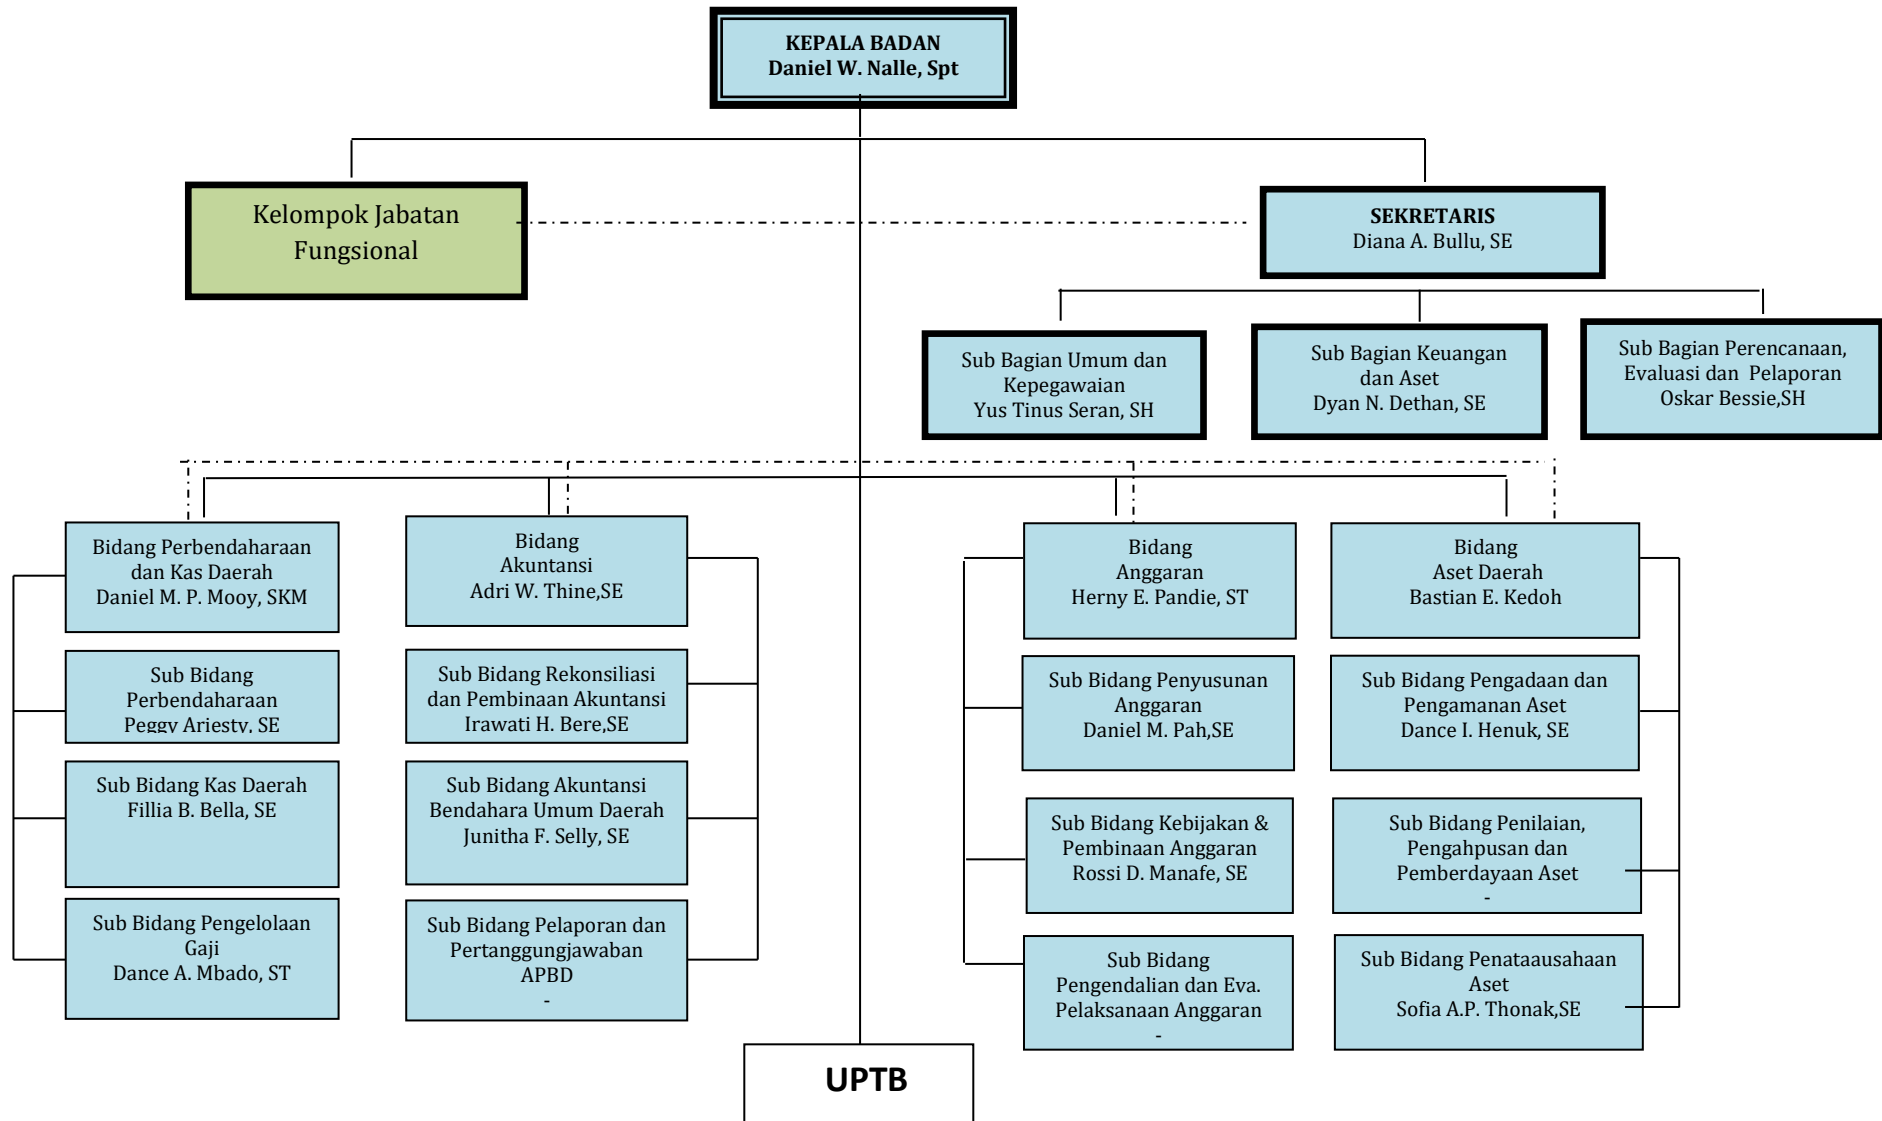 KEPALA BADAN
Daniel W. Nalle, Spt
Kelompok Jabatan
Fungsional
SEKRETARIS
Diana A. Bullu, SE
Sub Bagian Umum dan
Kepegawaian
Yus Tinus Seran, SH
Sub Bagian Keuangan
dan Aset
Dyan N. Dethan, SE
Sub Bagian Perencanaan,
Evaluasi dan Pelaporan
Oskar Bessie,SH
Bidang Perbendaharaan
dan Kas Daerah
Daniel M. P. Mooy, SKM
Sub Bidang
Perbendaharaan
Peggy Ariesty, SE
Sub Bidang Kas Daerah
Fillia B. Bella, SE
Sub Bidang Pengelolaan
Gaji
Dance A. Mbado, ST
Bidang
Akuntansi
Adri W. Thine,SE
Sub Bidang Rekonsiliasi
dan Pembinaan Akuntansi
Irawati H. Bere,SE
Sub Bidang Akuntansi
Bendahara Umum Daerah
Junitha F. Selly, SE
Sub Bidang Pelaporan dan
Pertanggungjawaban
APBD
-
Bidang
Anggaran
Herny E. Pandie, ST
Sub Bidang Penyusunan
Anggaran
Daniel M. Pah,SE
Sub Bidang Kebijakan &
Pembinaan Anggaran
Rossi D. Manafe, SE
Sub Bidang
Pengendalian dan Eva.
Pelaksanaan Anggaran
-
Bidang
Aset Daerah
Bastian E. Kedoh
Sub Bidang Pengadaan dan
Pengamanan Aset
Dance I. Henuk, SE
Sub Bidang Penilaian,
Pengahpusan dan
Pemberdayaan Aset
-
Sub Bidang Penataausahaan
Aset
Sofia A.P. Thonak,SE
UPTB